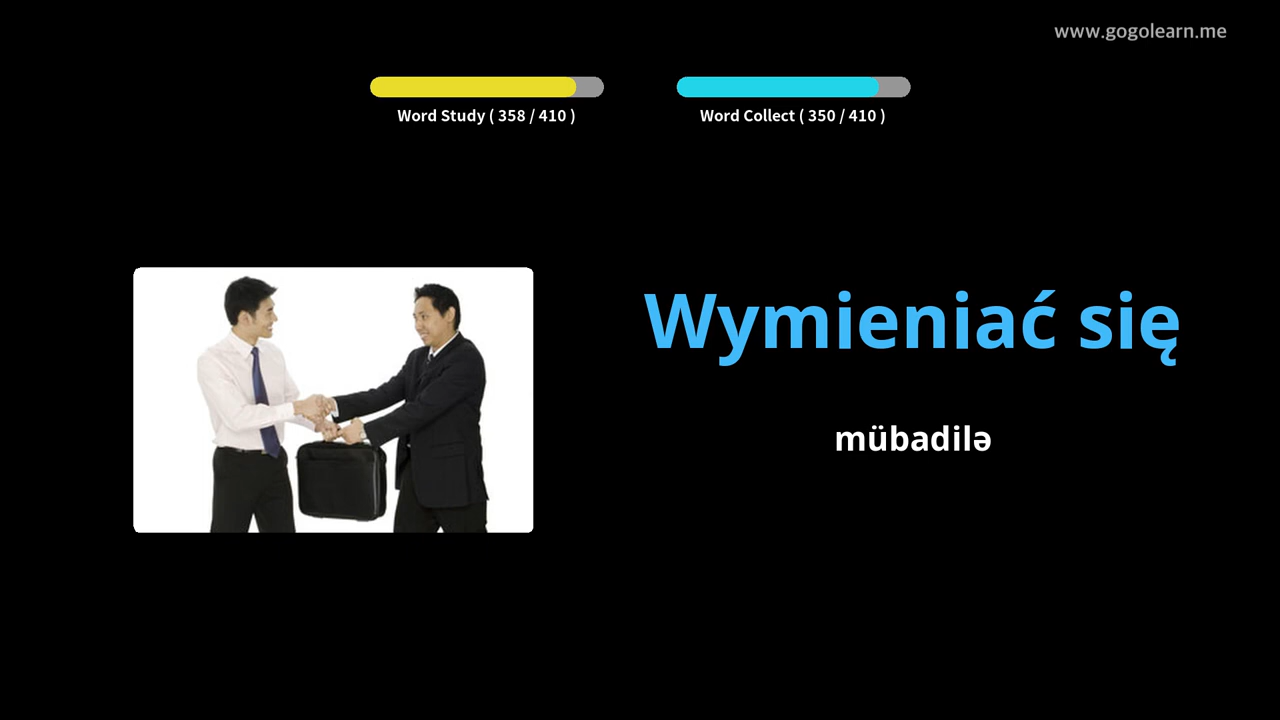 www.gogolearn.me
Word Study ( 358 / 410 )
Word Collect ( 350 / 410 )
Wymieniać się
mübadilə